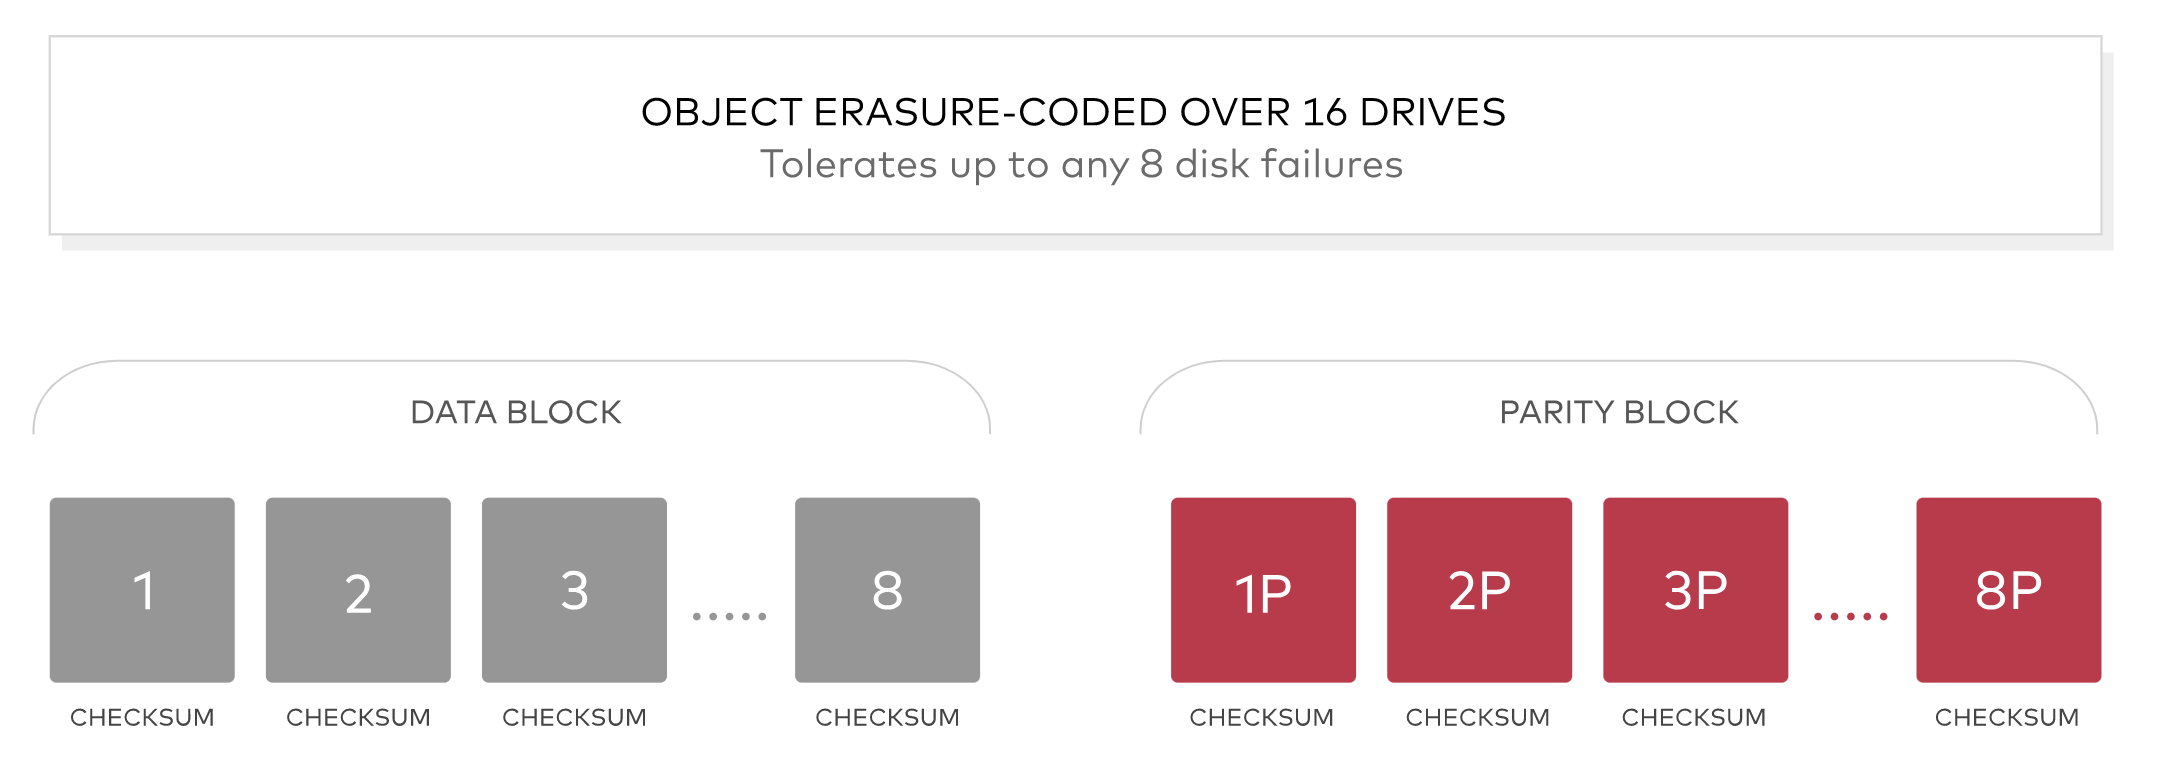 OBJECT ERASURE-CODED OVER 16 DRIVES
Tolerates up to any 8 disk failures
DATA BLOCK
PARITY BLOCK
1 2 3 ..... 8
1P 2P 3P ..... 8P
CHECKSUM CHECKSUM CHECKSUM CHECKSUM
CHECKSUM CHECKSUM CHECKSUM CHECKSUM